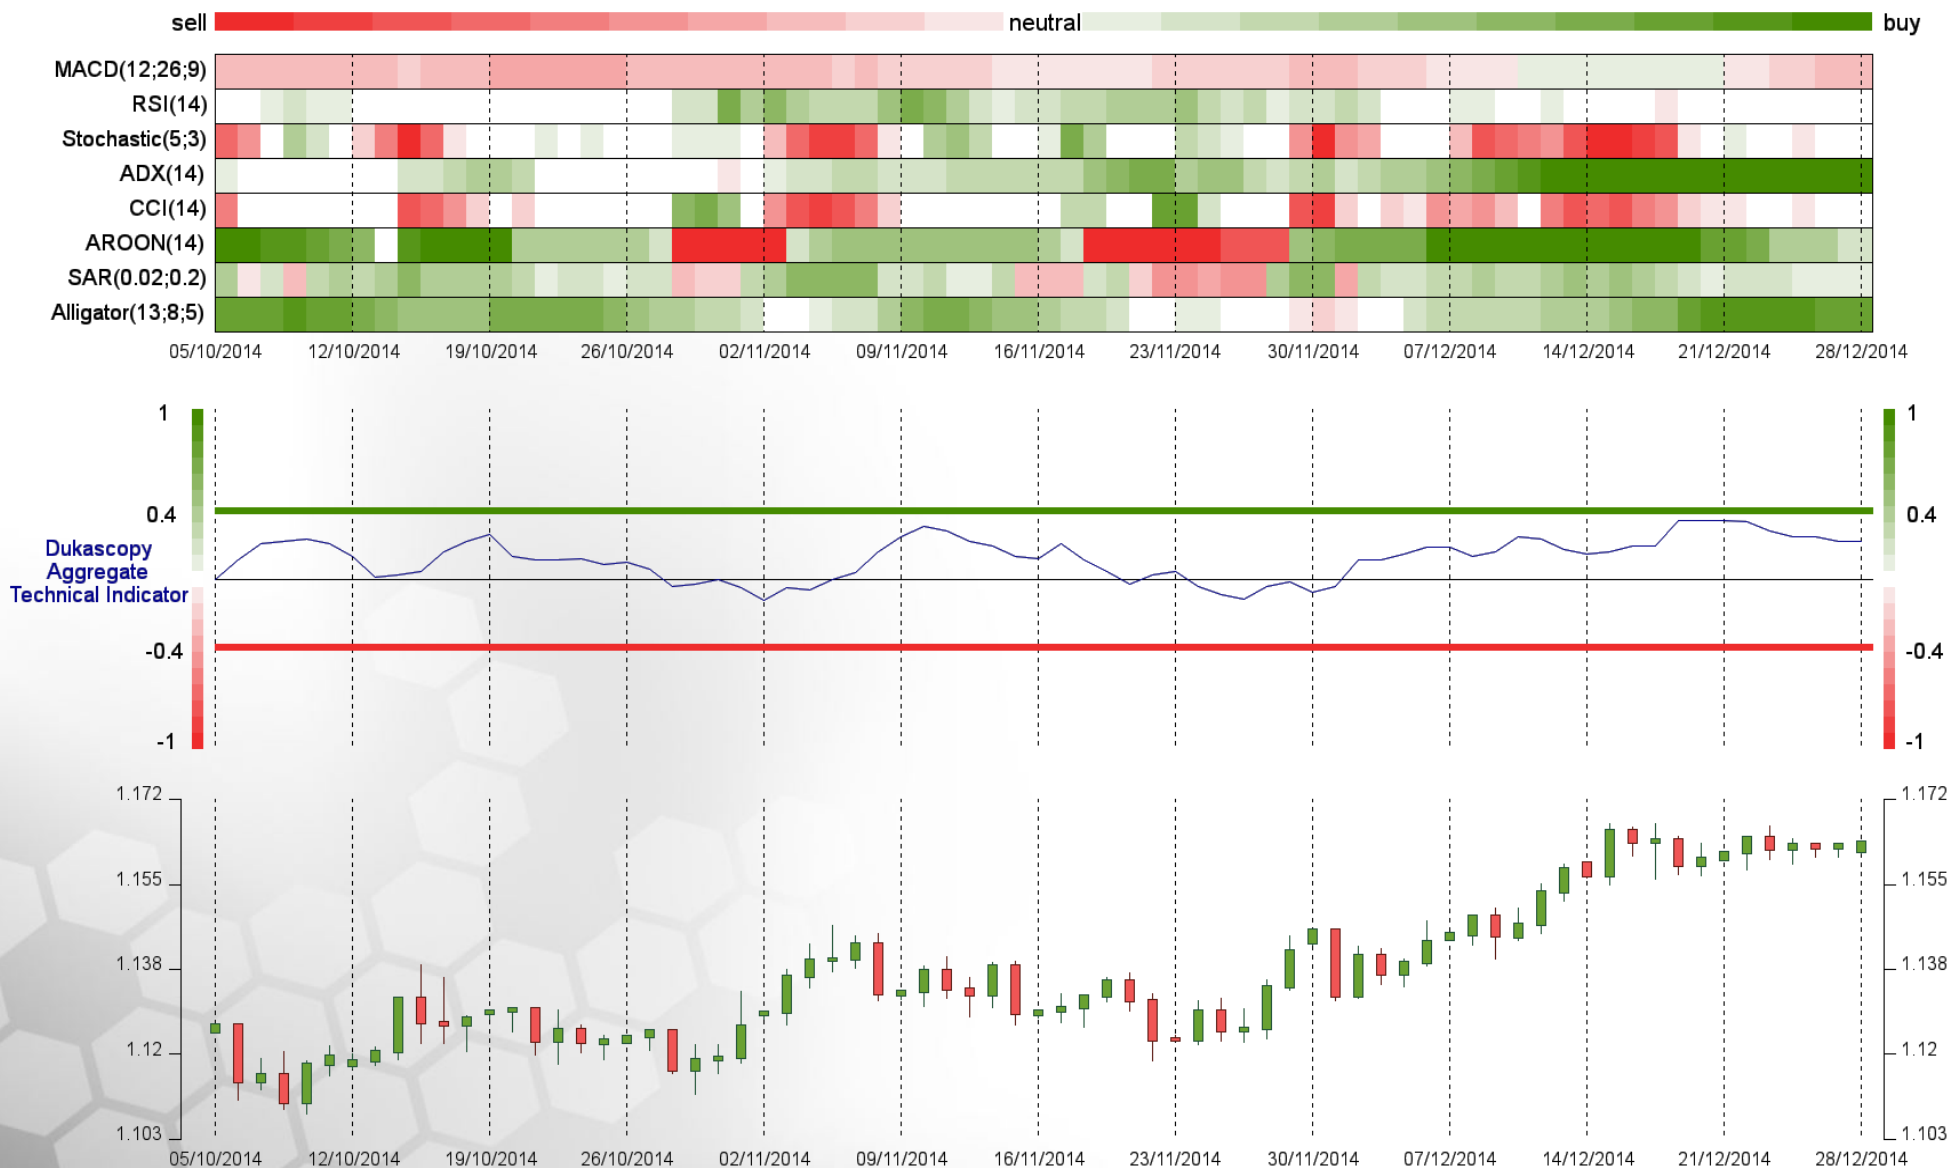 sell neutral buy
MACD(12;26;9)
RSI(14)
Stochastic(5;3)
ADX(14)
CCI(14)
AROON(14)
SAR(0.02;0.2)
Alligator(13;8;5)
05/10/2014 12/10/2014 19/10/2014 26/10/2014 02/11/2014 09/11/2014 16/11/2014 23/11/2014 30/11/2014 07/12/2014 14/12/2014 21/12/2014 28/12/2014
1 1
0.4 0.4
Dukascopy
Aggregate
Technical Indicator
-0.4 -0.4
-1 -1
1.172 1.172
1.155 1.155
1.138 1.138
1.12 1.12
1.103 1.103
05/10/2014 12/10/2014 19/10/2014 26/10/2014 02/11/2014 09/11/2014 16/11/2014 23/11/2014 30/11/2014 07/12/2014 14/12/2014 21/12/2014 28/12/2014